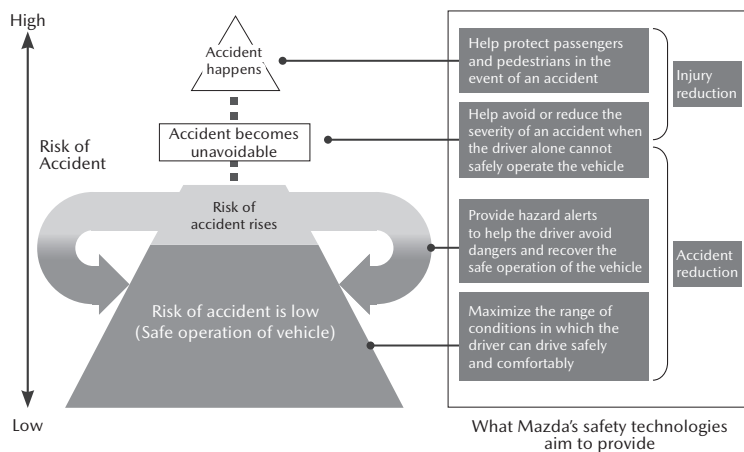 High
Risk of
Accident
Low
Accident
happens
Accident becomes
unavoidable
Risk of
accident rises
Risk of accident is low
(Safe operation of vehicle)
Help protect passengers
and pedestrians in the
event of an accident
Help avoid or reduce the
severity of an accident when
the driver alone cannot
safely operate the vehicle
Provide hazard alerts
to help the driver avoid
dangers and recover the
safe operation of the vehicle
Maximize the range of
conditions in which the
driver can drive safely
and comfortably
Injury
reduction
Accident
reduction
What Mazda's safety technologies
aim to provide